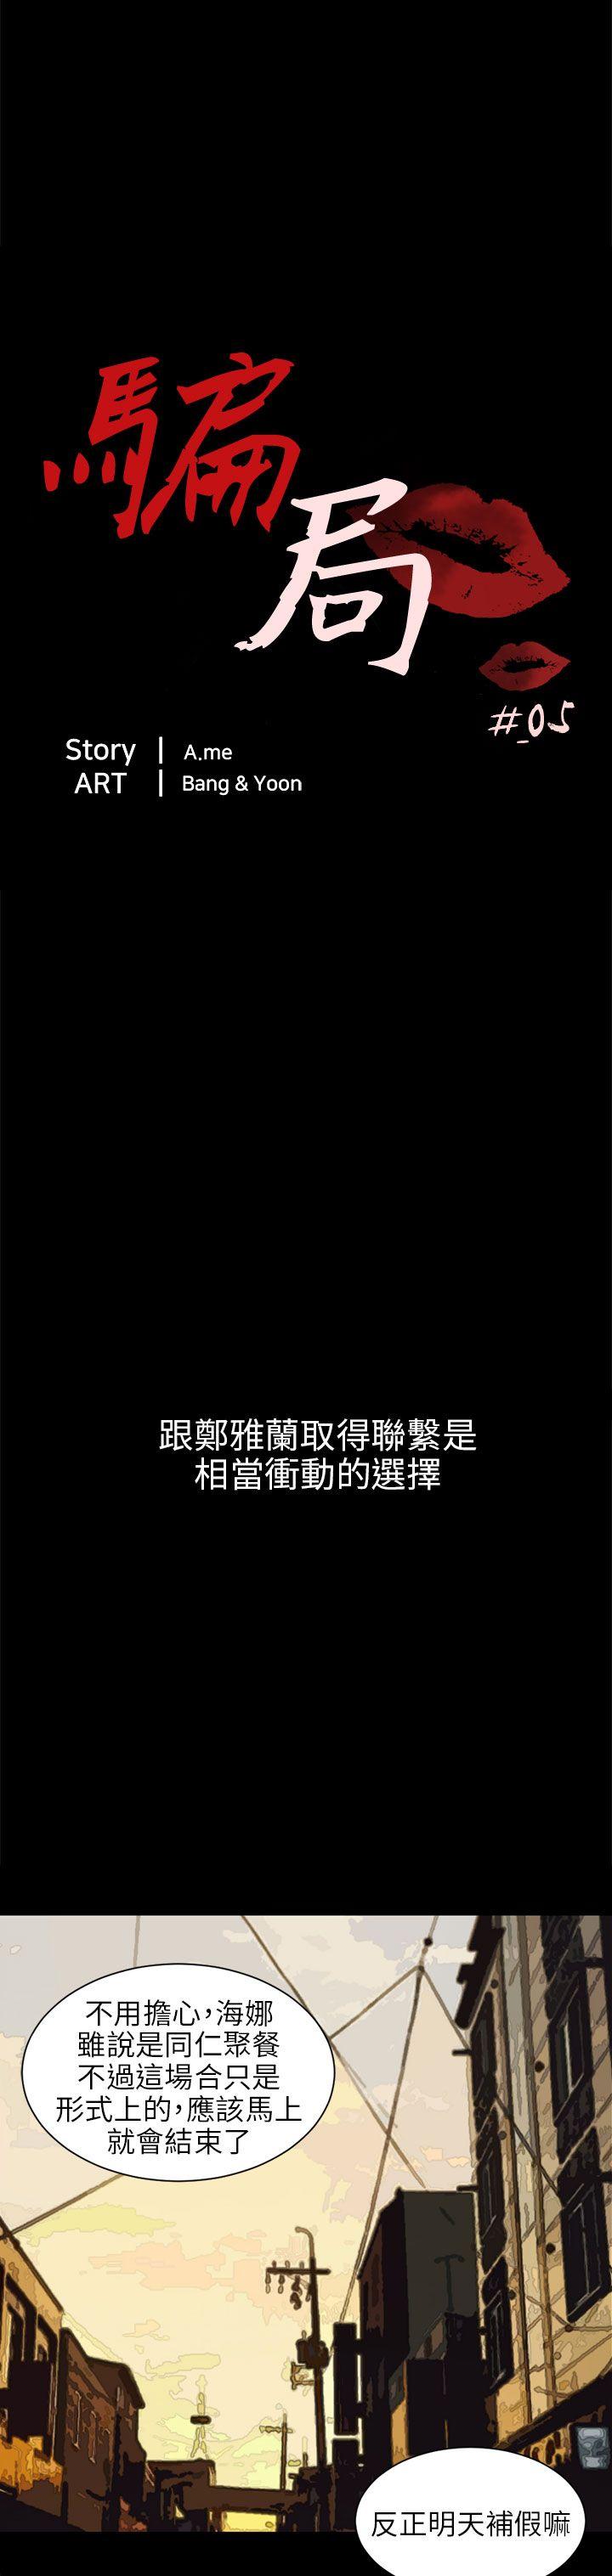 騙局
#_05
Story | A.me
ART | Bang & Yoon
跟鄭雅蘭取得聯繫是
相當衝動的選擇
不用擔心,海娜
雖說是同仁聚餐
不過這場合只是
形式上的,應該馬上
就會結束了
反正明天補假嘛